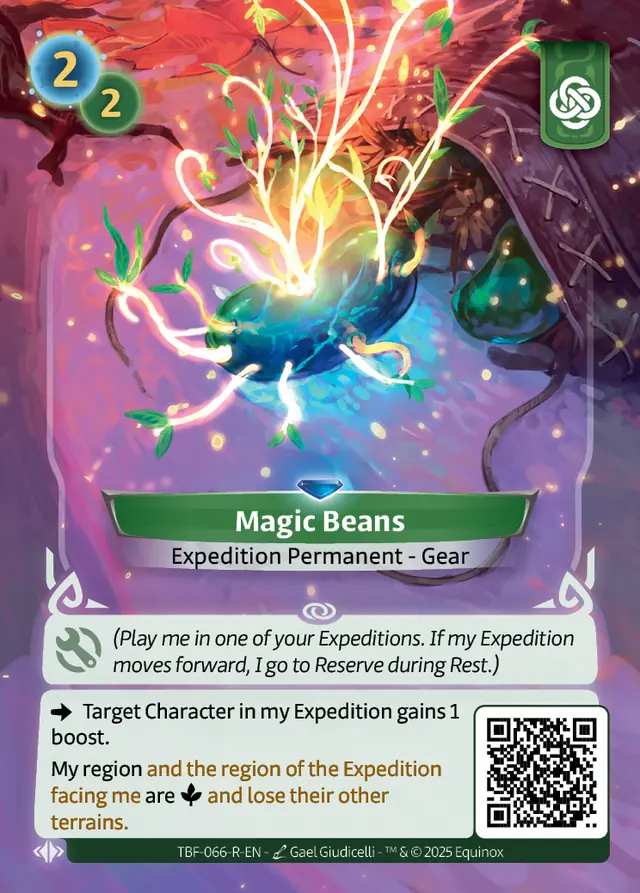 2
2
Magic Beans
Expedition Permanent - Gear
(Play me in one of your Expeditions. If my Expedition
moves forward, I go to Reserve during Rest.)
Target Character in my Expedition gains 1
boost.
My region and the region of the Expedition
facing me are and lose their other
terrains.
TBF-066-R-EN - Gael Giudicelli - ™ & © 2025 Equinox